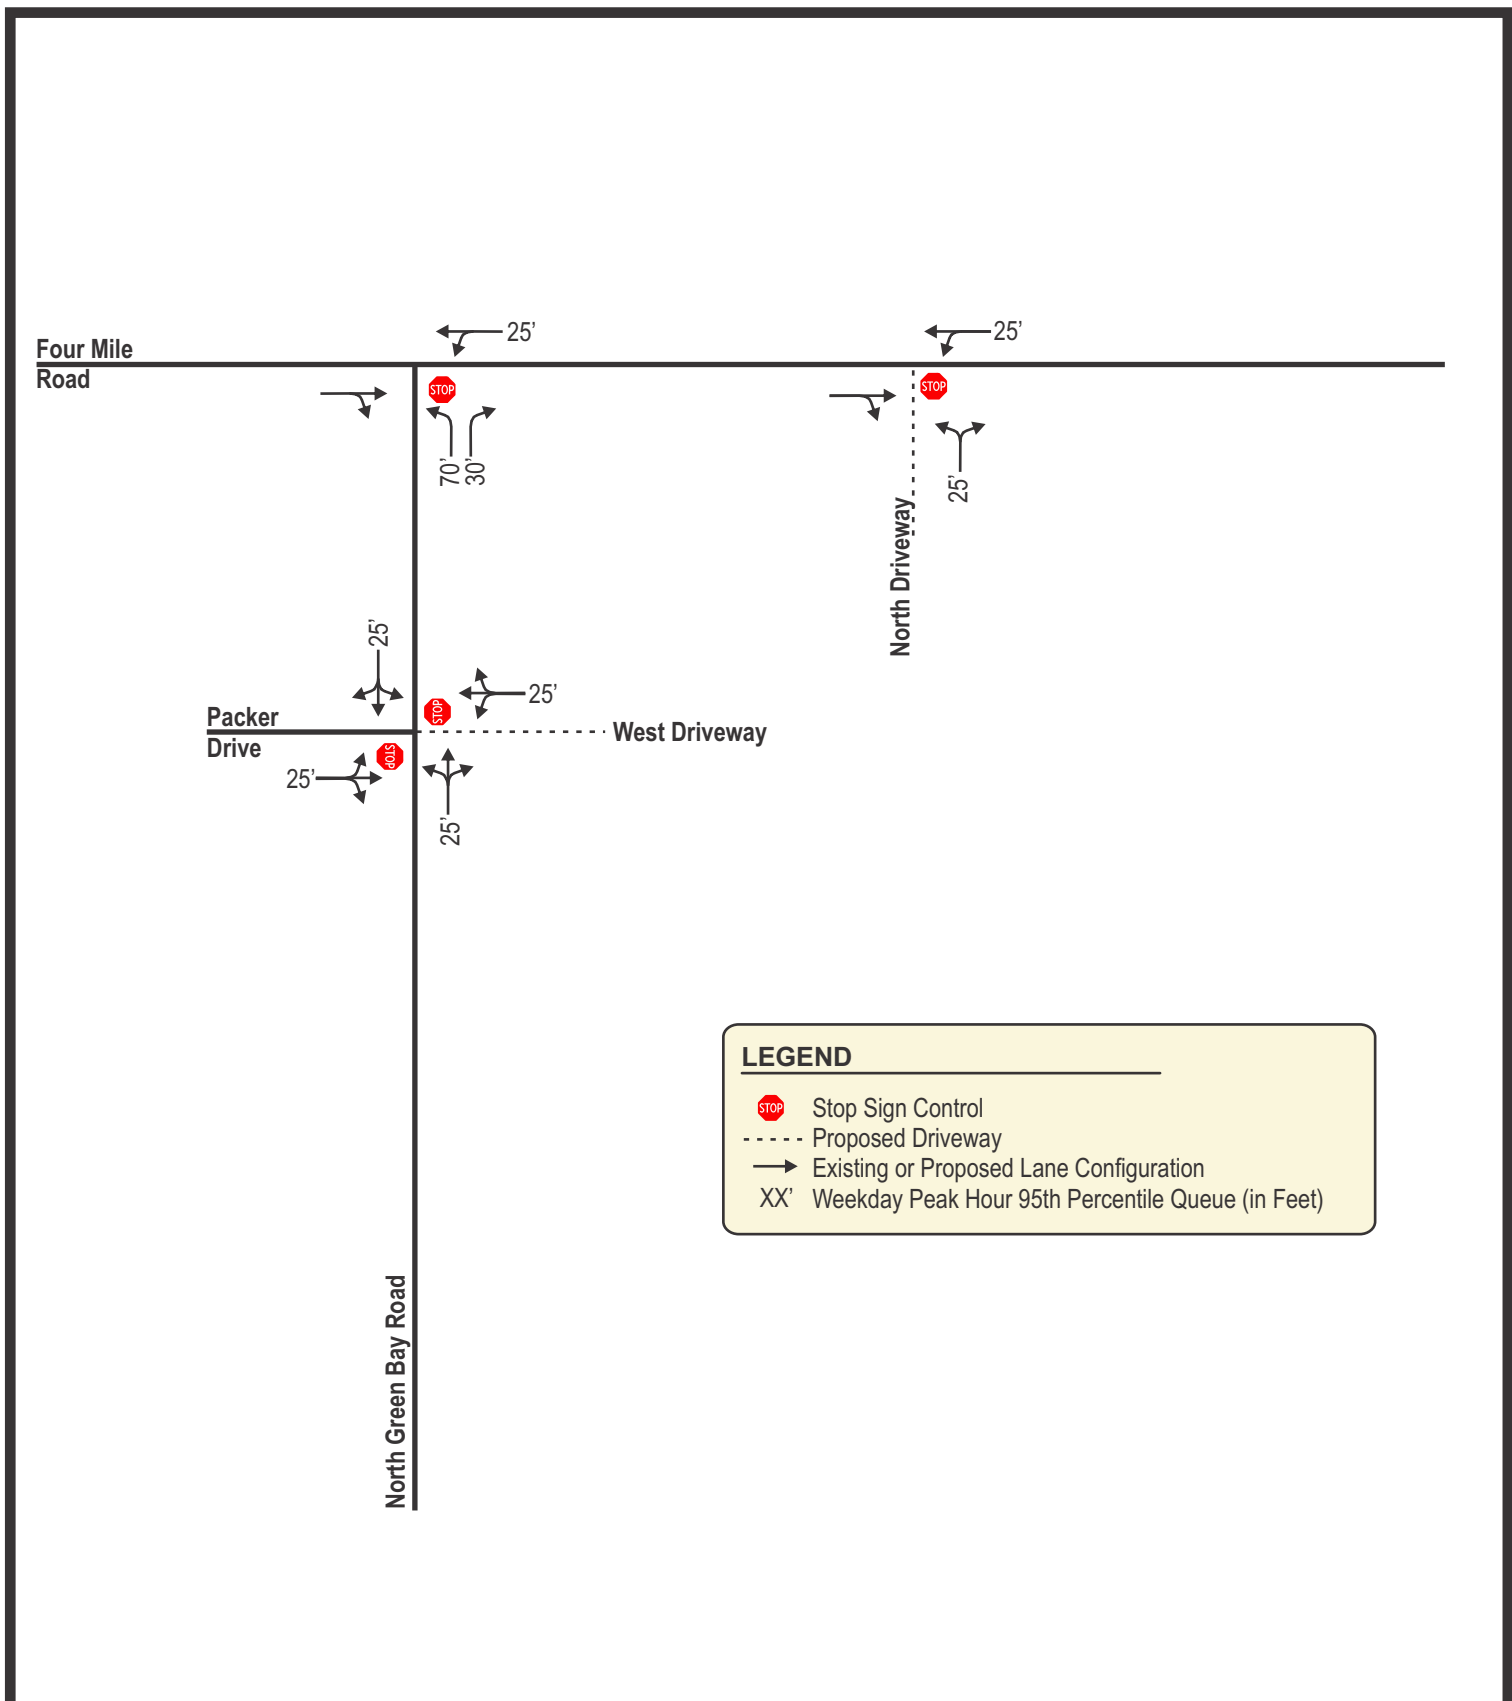 25’
25’
Four Mile
Road
STOP
STOP
70’
30’
25’
North Driveway
25’
25’
STOP
Packer
Drive
West Driveway
STOP
25’
25’
LEGEND
STOP Stop Sign Control
Proposed Driveway
Existing or Proposed Lane Configuration
XX’ Weekday Peak Hour 95th Percentile Queue (in Feet)
North Green Bay Road